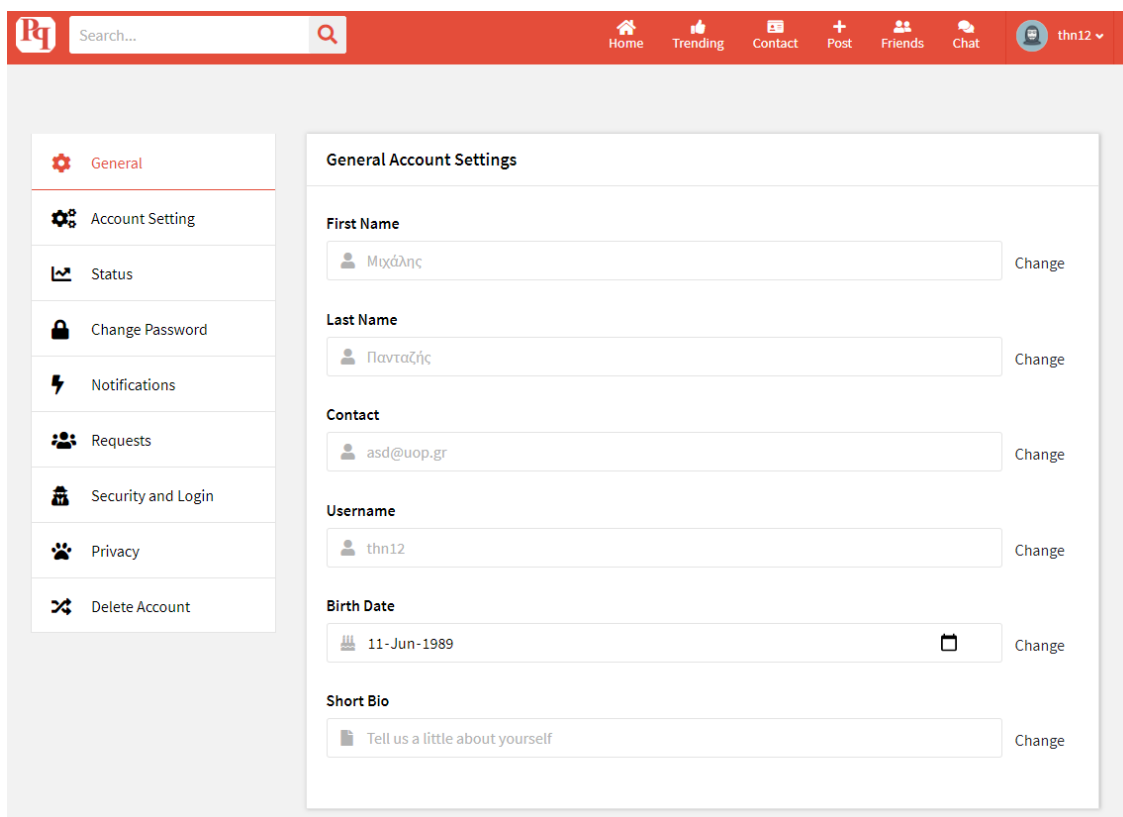 Pq
Search...
Home
Trending
Contact
Post
Friends
Chat
thn12
General
Account Setting
Status
Change Password
Notifications
Requests
Security and Login
Privacy
Delete Account
General Account Settings
First Name
Μιχάλης
Change
Last Name
Πανταζής
Change
Contact
asd@uop.gr
Change
Username
thn12
Change
Birth Date
11-Jun-1989
Change
Short Bio
Tell us a little about yourself
Change